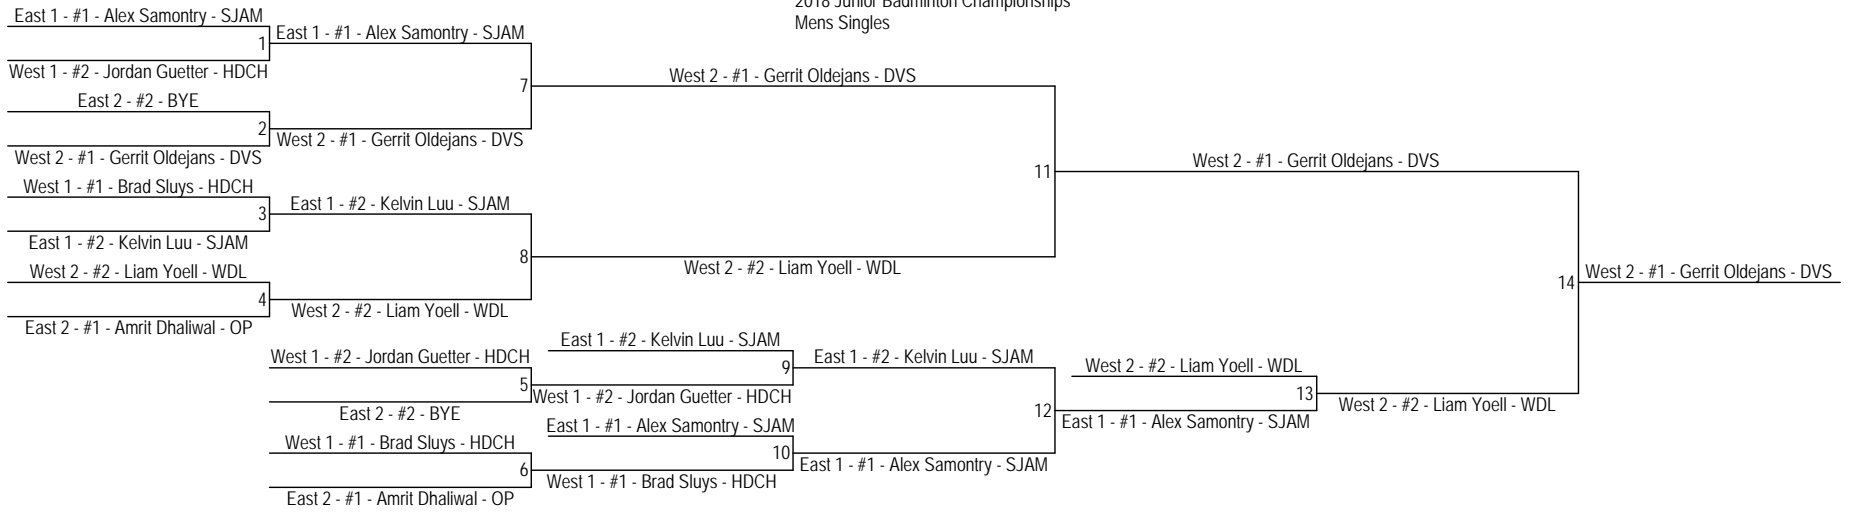 2018 Junior Badminton Championships
Mens Singles
East 1 - #1 - Alex Samontry - SJAM
1
West 1 - #2 - Jordan Guetter - HDCH
East 2 - #2 - BYE
2
West 2 - #1 - Gerrit Oldejans - DVS
West 1 - #1 - Brad Sluys - HDCH
3
East 1 - #2 - Kelvin Luu - SJAM
West 2 - #2 - Liam Yoell - WDL
4
East 2 - #1 - Amrit Dhaliwal - OP
East 1 - #1 - Alex Samontry - SJAM
7
West 2 - #1 - Gerrit Oldejans - DVS
East 1 - #2 - Kelvin Luu - SJAM
8
West 2 - #2 - Liam Yoell - WDL
West 2 - #1 - Gerrit Oldejans - DVS
11
West 2 - #2 - Liam Yoell - WDL
West 1 - #2 - Jordan Guetter - HDCH
5
East 2 - #2 - BYE
West 1 - #1 - Brad Sluys - HDCH
6
East 2 - #1 - Amrit Dhaliwal - OP
East 1 - #2 - Kelvin Luu - SJAM
9
West 1 - #2 - Jordan Guetter - HDCH
East 1 - #1 - Alex Samontry - SJAM
10
West 1 - #1 - Brad Sluys - HDCH
East 1 - #2 - Kelvin Luu - SJAM
12
East 1 - #1 - Alex Samontry - SJAM
West 2 - #2 - Liam Yoell - WDL
13
East 1 - #1 - Alex Samontry - SJAM
West 2 - #1 - Gerrit Oldejans - DVS
14
West 2 - #2 - Liam Yoell - WDL
West 2 - #1 - Gerrit Oldejans - DVS